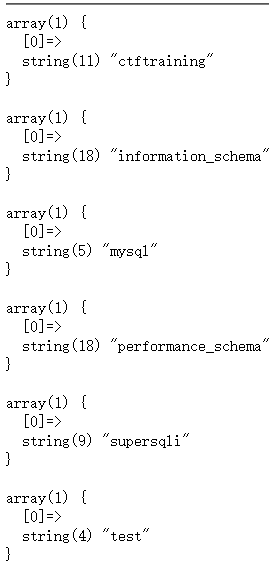 array(1) {
  [0]=>
  string(11) "ctftraining"
}
array(1) {
  [0]=>
  string(18) "information_schema"
}
array(1) {
  [0]=>
  string(5) "mysql"
}
array(1) {
  [0]=>
  string(18) "performance_schema"
}
array(1) {
  [0]=>
  string(9) "supersqli"
}
array(1) {
  [0]=>
  string(4) "test"
}